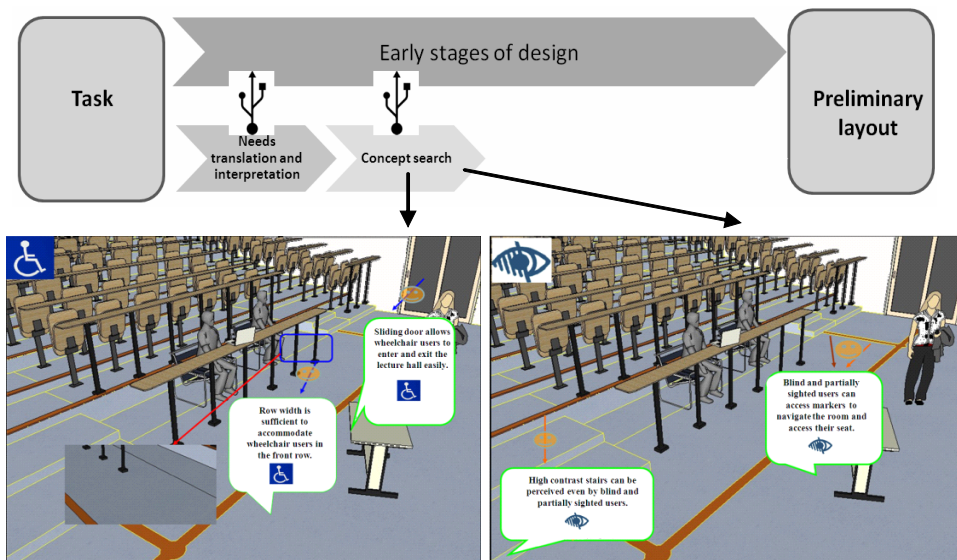 Early stages of design
Task
Preliminary
layout
Needs
translation and
interpretation
Concept search
Sliding door allows
wheelchair users to
enter and exit the
lecture hall easily.
Row width is
sufficient to
accommodate
wheelchair users in
the front row.
Blind and partially
sighted users can
access markers to
navigate the room and
access their seat.
High contrast stairs can be
perceived even by blind and
partially sighted users.